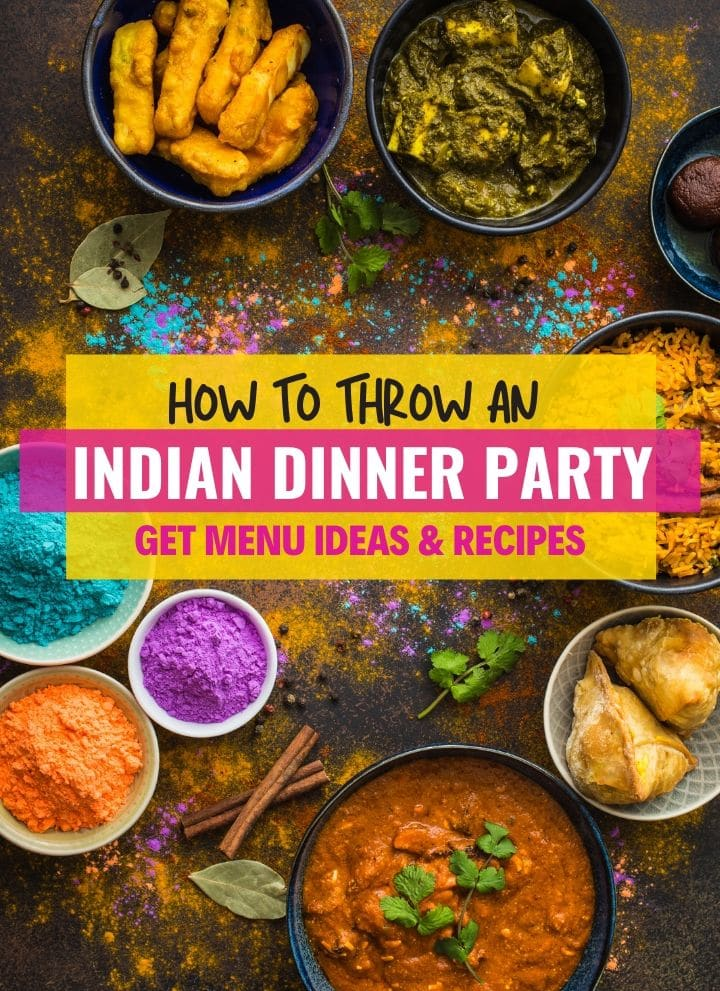 HOW TO THROW AN
INDIAN DINNER PARTY
GET MENU IDEAS & RECIPES